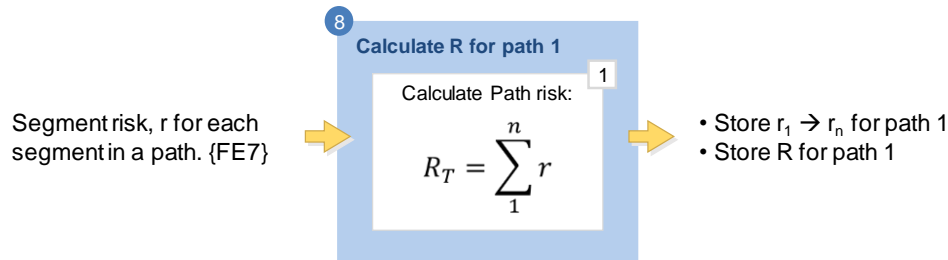 8
Calculate R for path 1
1
Calculate Path risk:
Segment risk, r for each
segment in a path. {FE7}
n
R_T = ∑ r
1
• Store r₁ → rₙ for path 1
• Store R for path 1